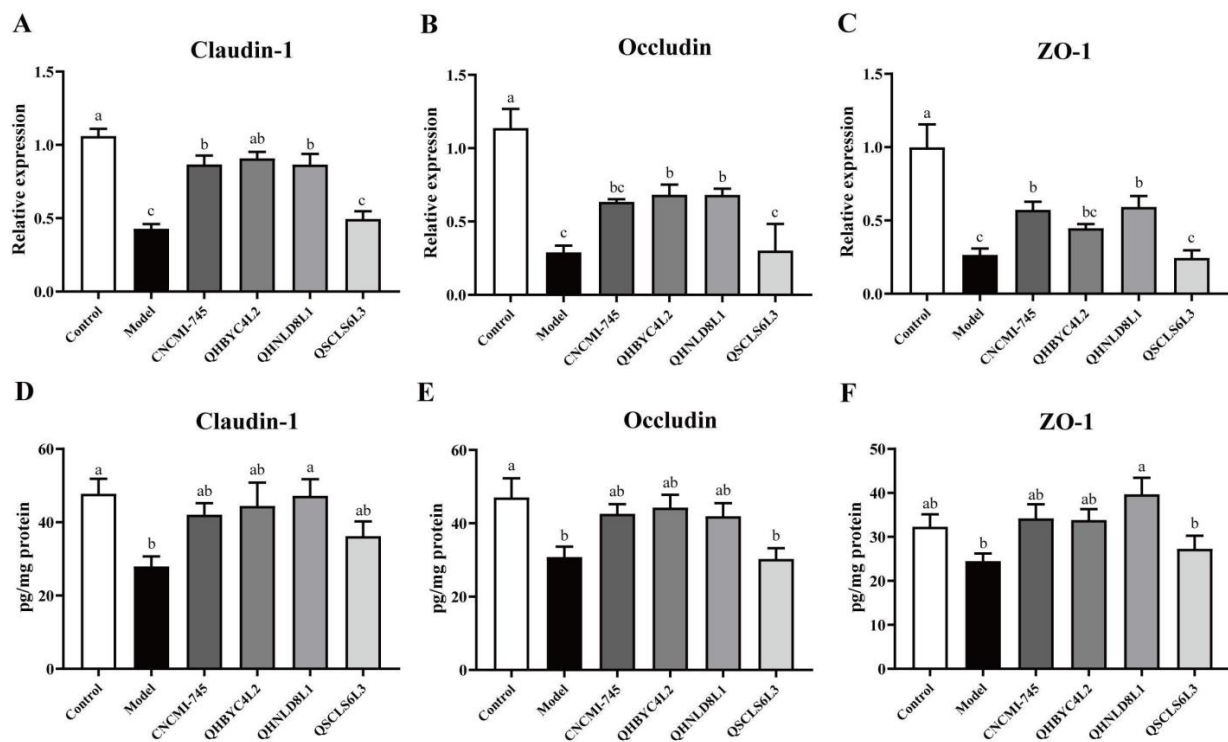 A
Claudin-1
Relative expression
1.5
1.0
0.5
0.0
a
c
b
ab
b
c
Control
Model
CNCMI-745
QHBYC4L2
QHNLD8L1
QSCLS6L3
B
Occludin
Relative expression
1.5
1.0
0.5
0.0
a
c
bc
b
b
c
Control
Model
CNCMI-745
QHBYC4L2
QHNLD8L1
QSCLS6L3
C
ZO-1
Relative expression
1.5
1.0
0.5
0.0
a
c
b
bc
b
c
Control
Model
CNCMI-745
QHBYC4L2
QHNLD8L1
QSCLS6L3
D
Claudin-1
pg/mg protein
60
40
20
0
a
b
ab
ab
a
ab
Control
Model
CNCMI-745
QHBYC4L2
QHNLD8L1
QSCLS6L3
E
Occludin
pg/mg protein
60
40
20
0
a
b
ab
ab
ab
b
Control
Model
CNCMI-745
QHBYC4L2
QHNLD8L1
QSCLS6L3
F
ZO-1
pg/mg protein
50
40
30
20
10
0
ab
b
ab
ab
a
b
Control
Model
CNCMI-745
QHBYC4L2
QHNLD8L1
QSCLS6L3